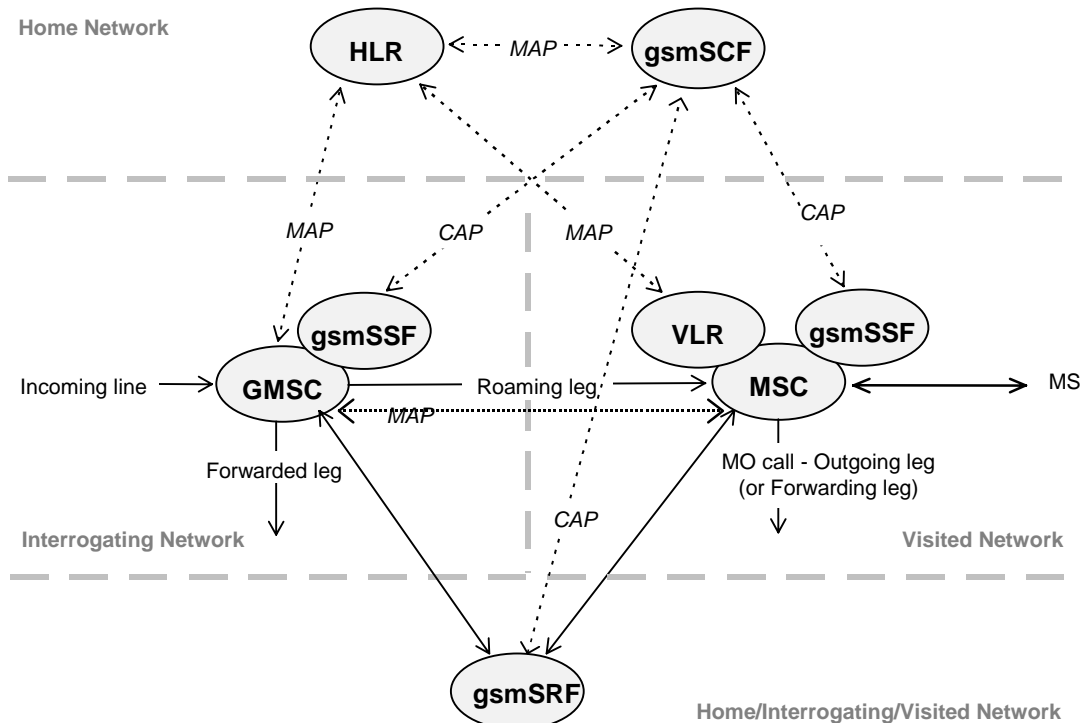 Home Network
HLR
MAP
gsmSCF
MAP
CAP
MAP
CAP
gsmSSF
VLR
gsmSSF
Incoming line
GMSC
Roaming leg
MSC
MS
MAP
Forwarded leg
MO call - Outgoing leg
(or Forwarding leg)
CAP
Interrogating Network
Visited Network
gsmSRF
Home/Interrogating/Visited Network